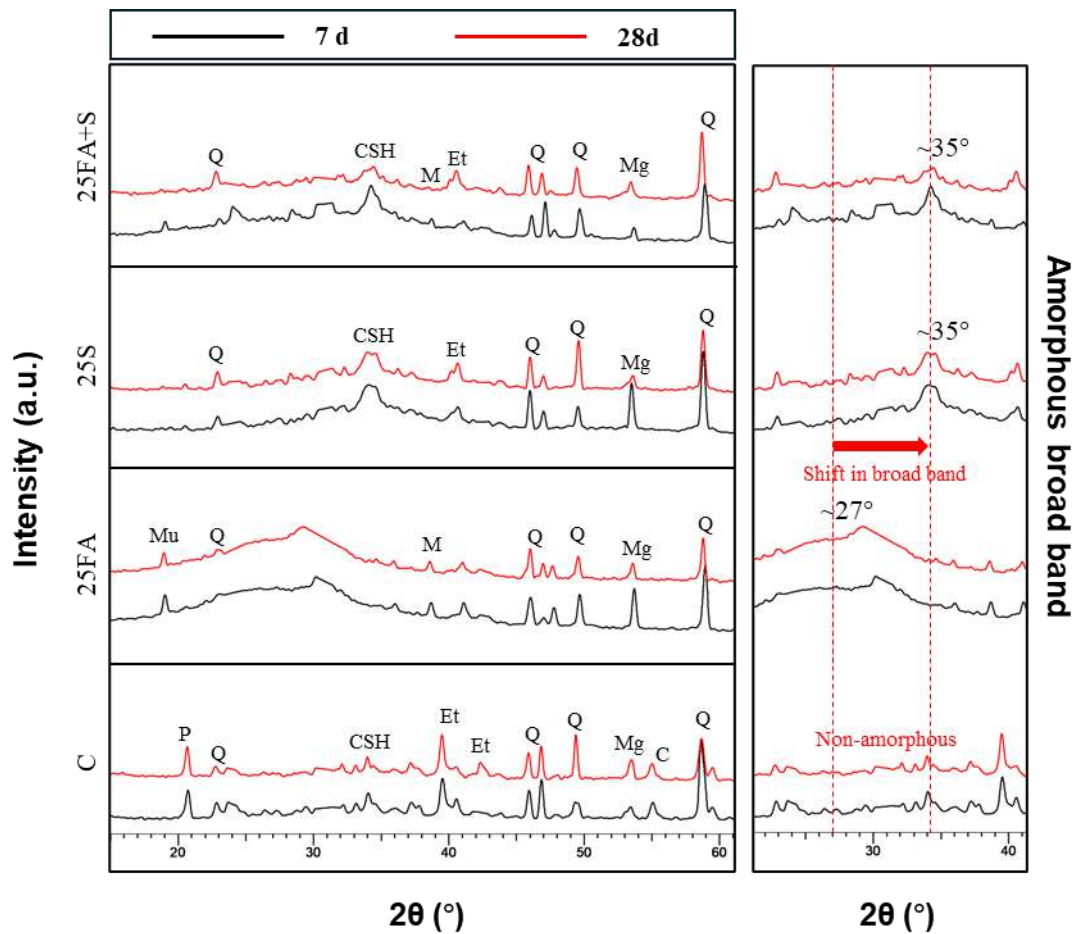 7 d 28d
25FA+S
Q CSH M Et Q Q Mg Q
~35°
25S
Q CSH Et Q Q Mg Q
~35°
Shift in broad band
25FA
Mu Q M Q Q Mg Q
~27°
C
P Q CSH Et Et Q Q Mg C Q
Non-amorphous
20 30 40 50 60
30 40
2θ (°)
2θ (°)
Intensity (a.u.)
Amorphous broad band